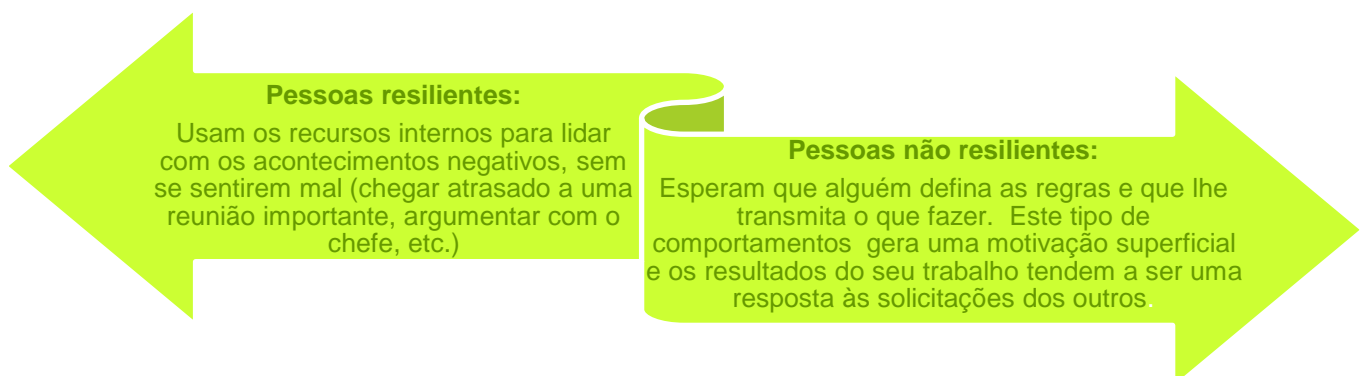 Pessoas resilientes:
Usam os recursos internos para lidar
com os acontecimentos negativos, sem
se sentirem mal (chegar atrasado a uma
reunião importante, argumentar com o
chefe, etc.)
Pessoas não resilientes:
Esperam que alguém defina as regras e que lhe
transmita o que fazer.  Este tipo de
comportamentos  gera uma motivação superficial
e os resultados do seu trabalho tendem a ser uma
resposta às solicitações dos outros.